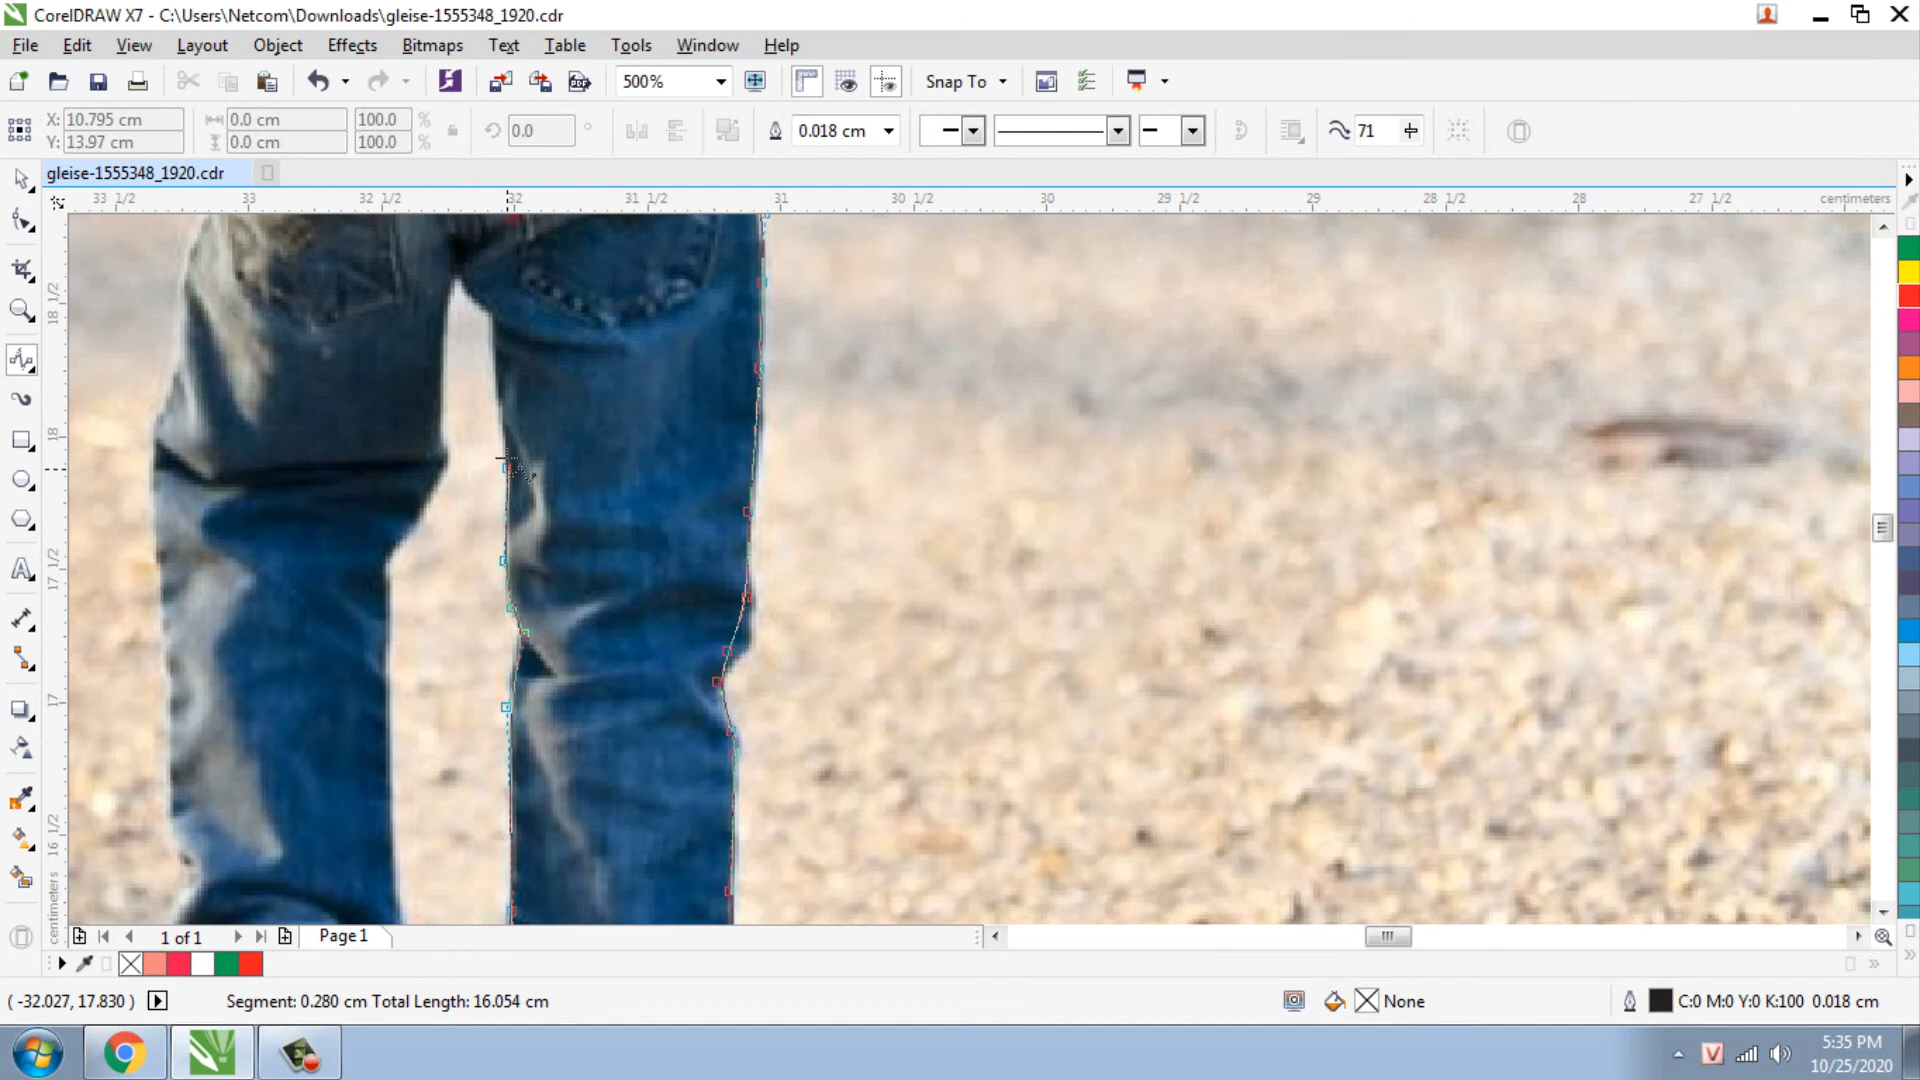 CorelDRAW X7 - C:\Users\Netcom\Downloads\gleise-1555348_1920.cdr
File Edit View Layout Object Effects Bitmaps Text Table Tools Window Help
500% Snap To
X: 10.795 cm 0.0 cm 100.0 % 0.0 ° 0.018 cm 71
Y: 13.97 cm 0.0 cm 100.0 %
gleise-1555348_1920.cdr
33 1/2 33 32 1/2 32 31 1/2 31 30 1/2 30 29 1/2 29 28 1/2 28 27 1/2 centimeters
18 1/2
18
17 1/2
17
16 1/2
centimeters
1 of 1 Page 1
( -32.027, 17.830 ) Segment: 0.280 cm Total Length: 16.054 cm None C:0 M:0 Y:0 K:100 0.018 cm
5:35 PM
10/25/2020